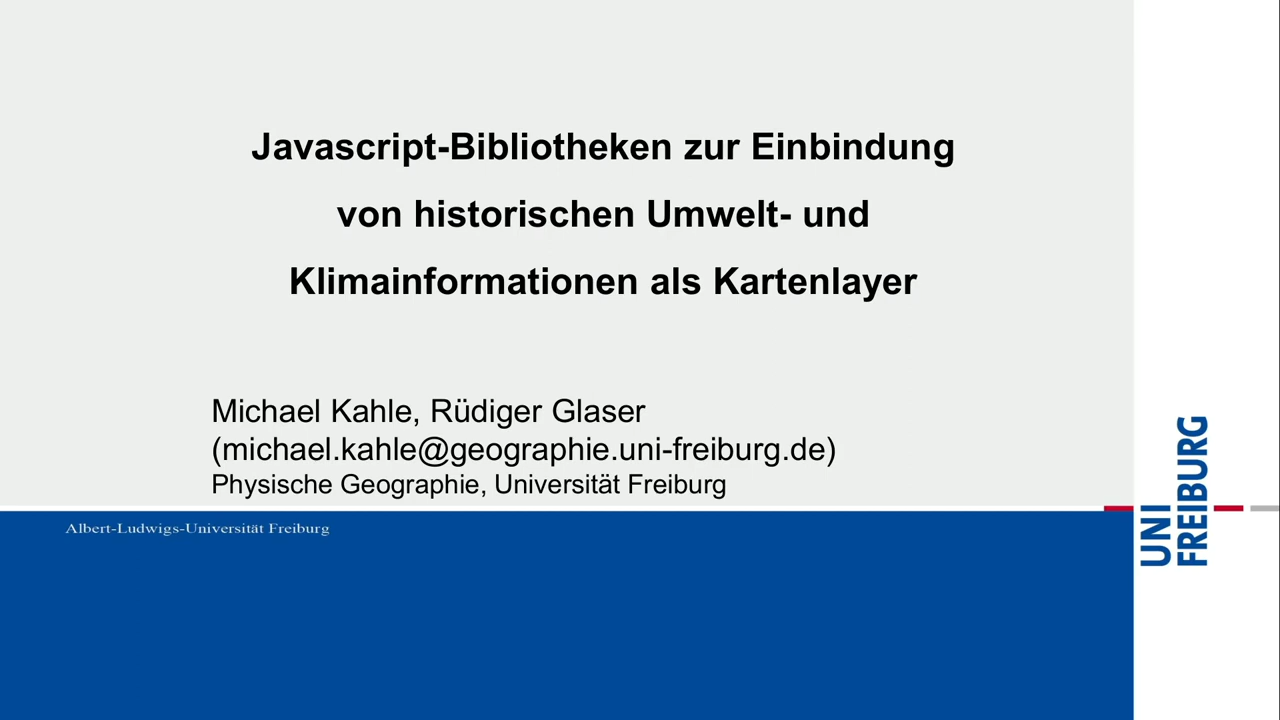 Javascript-Bibliotheken zur Einbindung
von historischen Umwelt- und
Klimainformationen als Kartenlayer
Michael Kahle, Rüdiger Glaser
(michael.kahle@geographie.uni-freiburg.de)
Physische Geographie, Universität Freiburg
Albert-Ludwigs-Universität Freiburg
UNI
FREIBURG